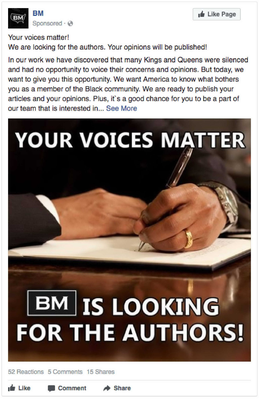 BM
BM
Like Page
Sponsored ·
Your voices matter!
We are looking for the authors. Your opinions will be published!
In our work we have discovered that many Kings and Queens were silenced
and had no opportunity to voice their concerns and opinions. But today, we
want to give you this opportunity. We want America to know what bothers
you as a member of the Black community. We are ready to publish your
articles and your opinions. Plus, it`s a good chance for you to be a part of
our team that is interested in... See More
YOUR VOICES MATTER
BM IS LOOKING
FOR THE AUTHORS!
52 Reactions 5 Comments 15 Shares
Like Comment Share